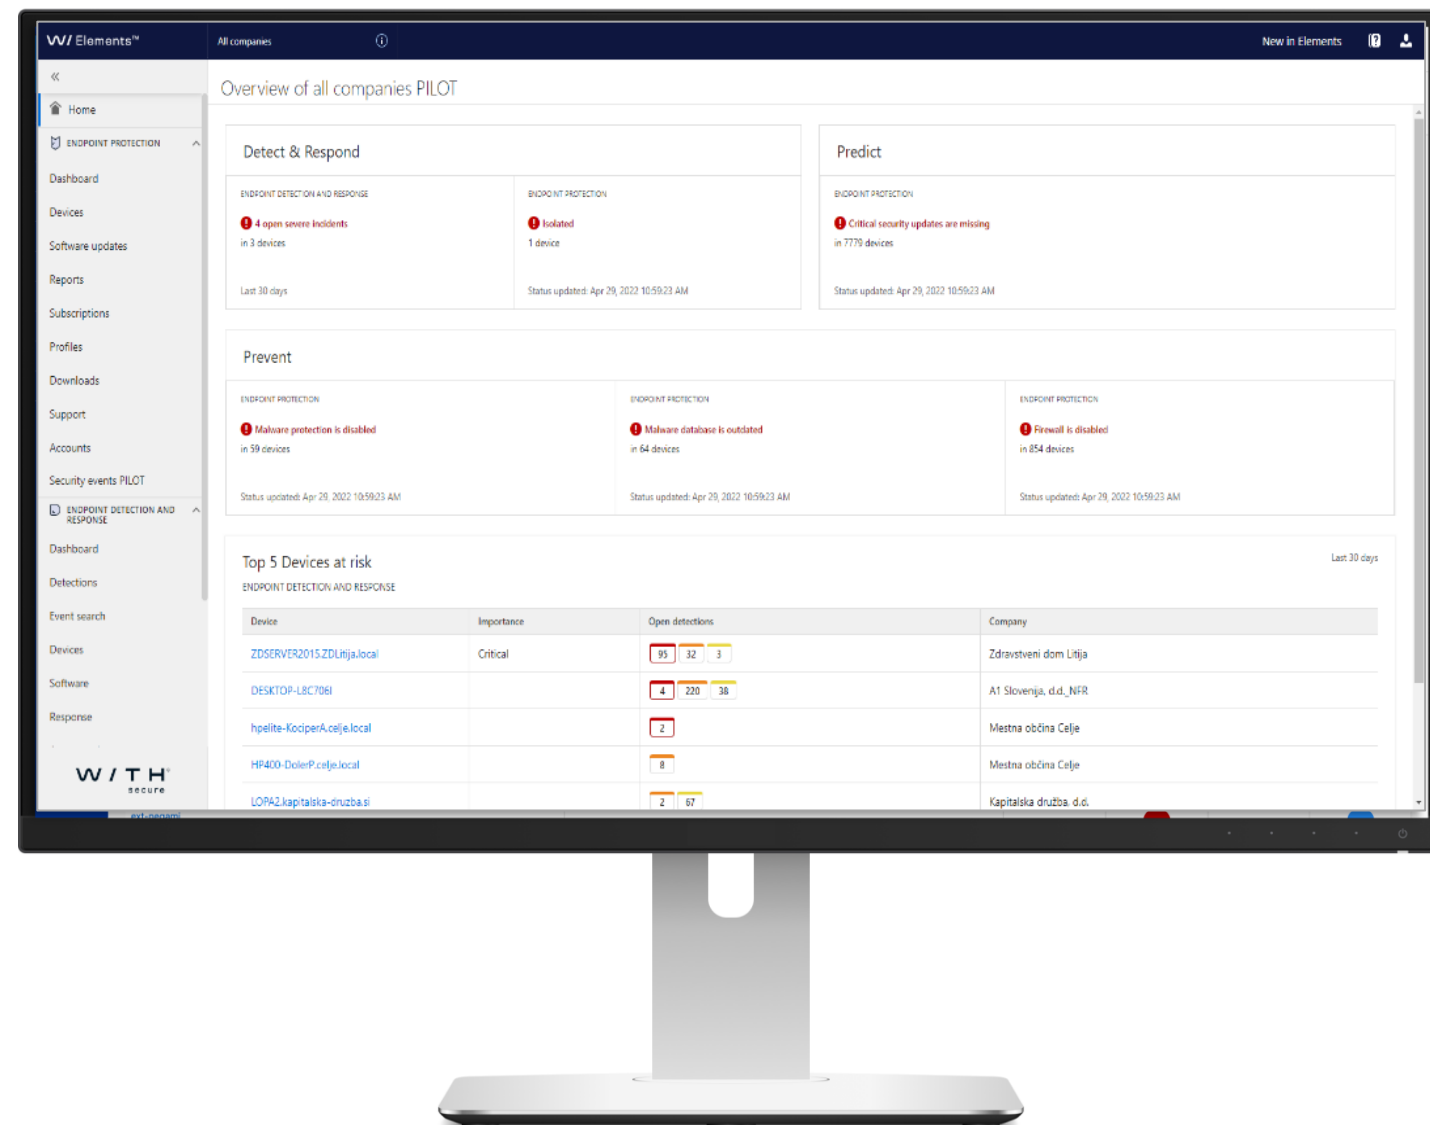 W/ Elements™
All companies
New in Elements
Overview of all companies PILOT
Home
ENDPOINT PROTECTION
Dashboard
Devices
Software updates
Reports
Subscriptions
Profiles
Downloads
Support
Accounts
Security events PILOT
ENDPOINT DETECTION AND
RESPONSE
Dashboard
Detections
Event search
Devices
Software
Response
W/TH
secure
Detect & Respond
ENDPOINT DETECTION AND RESPONSE
4 open severe incidents
in 3 devices
Last 30 days
ENDPOINT PROTECTION
Isolated
1 device
Status updated: Apr 29, 2022 10:59:23 AM
Predict
ENDPOINT PROTECTION
Critical security updates are missing
in 7779 devices
Status updated: Apr 29, 2022 10:59:23 AM
Prevent
ENDPOINT PROTECTION
Malware protection is disabled
in 59 devices
Status updated: Apr 29, 2022 10:59:23 AM
ENDPOINT PROTECTION
Malware database is outdated
in 64 devices
Status updated: Apr 29, 2022 10:59:23 AM
ENDPOINT PROTECTION
Firewall is disabled
in 854 devices
Status updated: Apr 29, 2022 10:59:23 AM
Top 5 Devices at risk
Last 30 days
ENDPOINT DETECTION AND RESPONSE
Device Importance Open detections Company
ZDSERVER2015.ZDLitija.local Critical 95 32 3 Zdravstveni dom Litija
DESKTOP-L8C706I 4 220 38 A1 Slovenija, d.d._NFR
hpelite-KociperA.celje.local 2 Mestna občina Celje
HP400-DolerP.celje.local 8 Mestna občina Celje
LOPA2.kapitalska-druzba.si 2 67 Kapitalska družba, d.d.